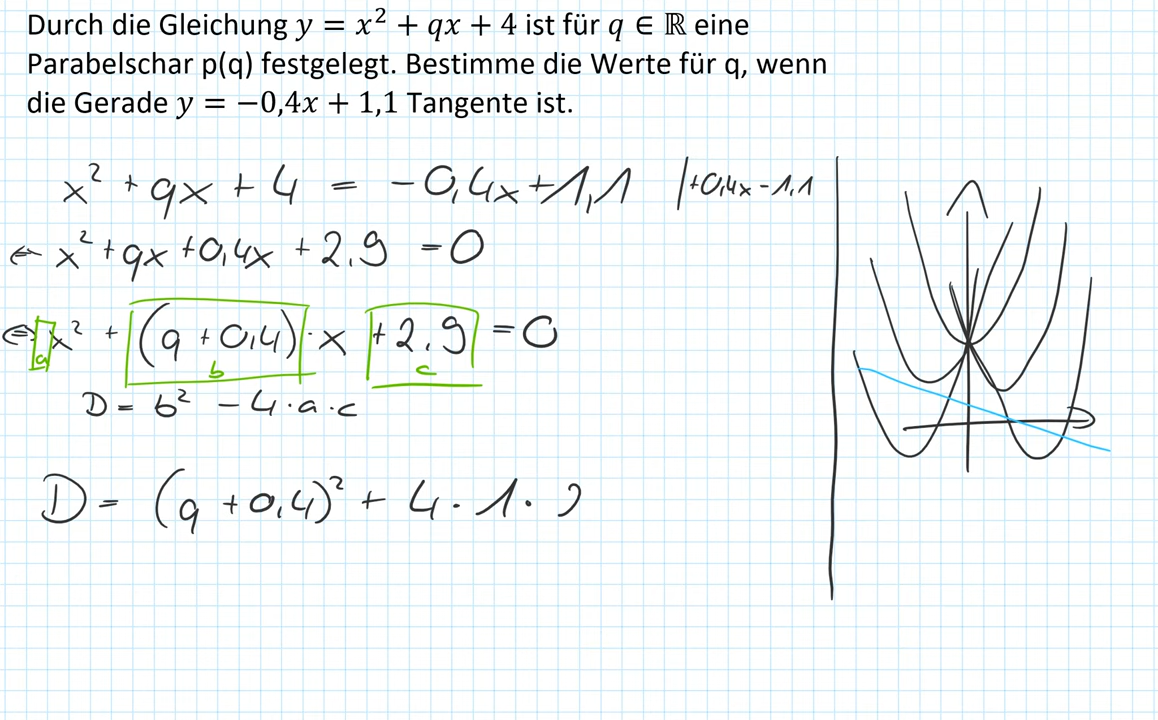 Durch die Gleichung y = x² + qx + 4 ist für q ∈ ℝ eine
Parabelschar p(q) festgelegt. Bestimme die Werte für q, wenn
die Gerade y = −0,4x + 1,1 Tangente ist.
x² + qx + 4 = -0,4x+1,1 |+0,4x-1,1
⇔ x² + qx +0,4x + 2,9 = 0
⇔ x² + (q + 0,4) · x + 2,9 = 0
a b c
D = b² - 4·a·c
D = (q + 0,4)² + 4 · 1 ·